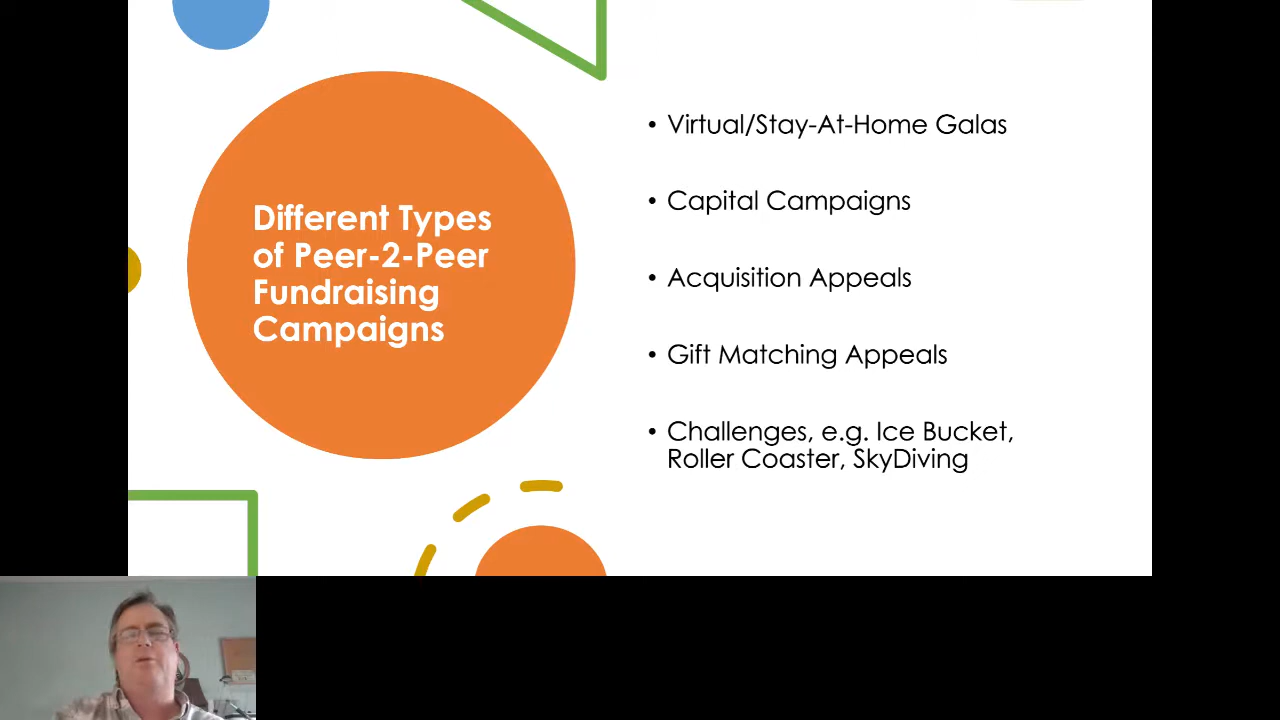 Different Types
of Peer-2-Peer
Fundraising
Campaigns
• Virtual/Stay-At-Home Galas
• Capital Campaigns
• Acquisition Appeals
• Gift Matching Appeals
• Challenges, e.g. Ice Bucket,
Roller Coaster, SkyDiving